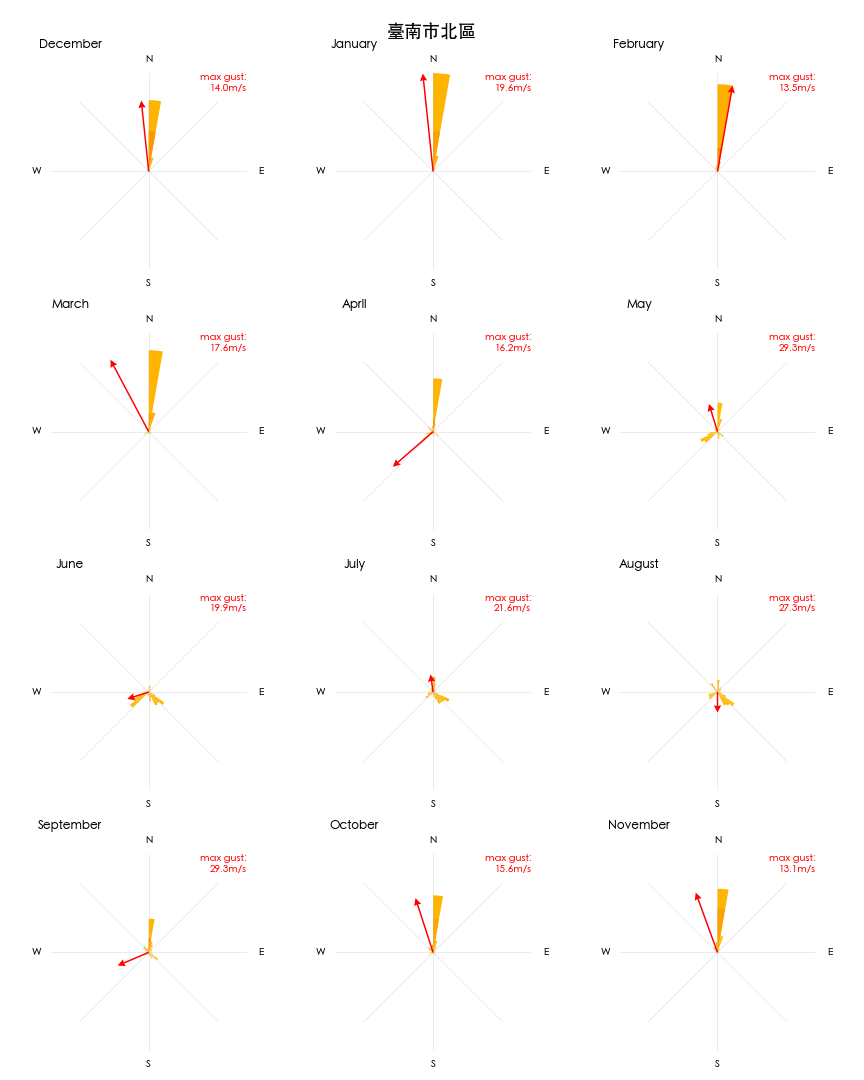 臺南市北區
December
N
max gust:
14.0m/s
W
E
S
January
N
max gust:
19.6m/s
W
E
S
February
N
max gust:
13.5m/s
W
E
S
March
N
max gust:
17.6m/s
W
E
S
April
N
max gust:
16.2m/s
W
E
S
May
N
max gust:
29.3m/s
W
E
S
June
N
max gust:
19.9m/s
W
E
S
July
N
max gust:
21.6m/s
W
E
S
August
N
max gust:
27.3m/s
W
E
S
September
N
max gust:
29.3m/s
W
E
S
October
N
max gust:
15.6m/s
W
E
S
November
N
max gust:
13.1m/s
W
E
S